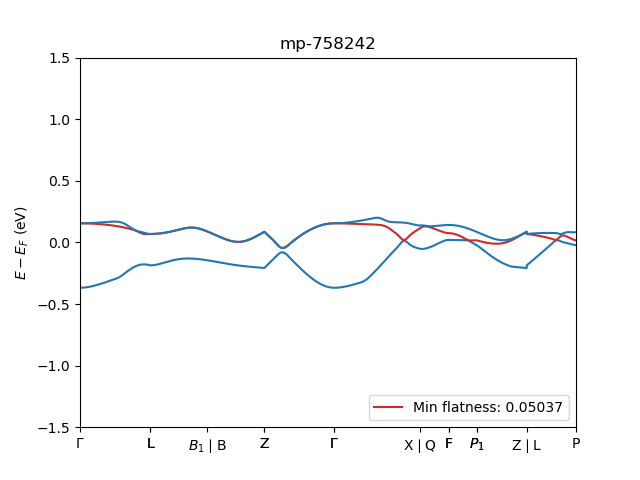 mp-758242
E − E_F (eV)
1.5
1.0
0.5
0.0
−0.5
−1.0
−1.5
Min flatness: 0.05037
Γ L B₁ | B Z Γ X | Q F P₁ Z | L P